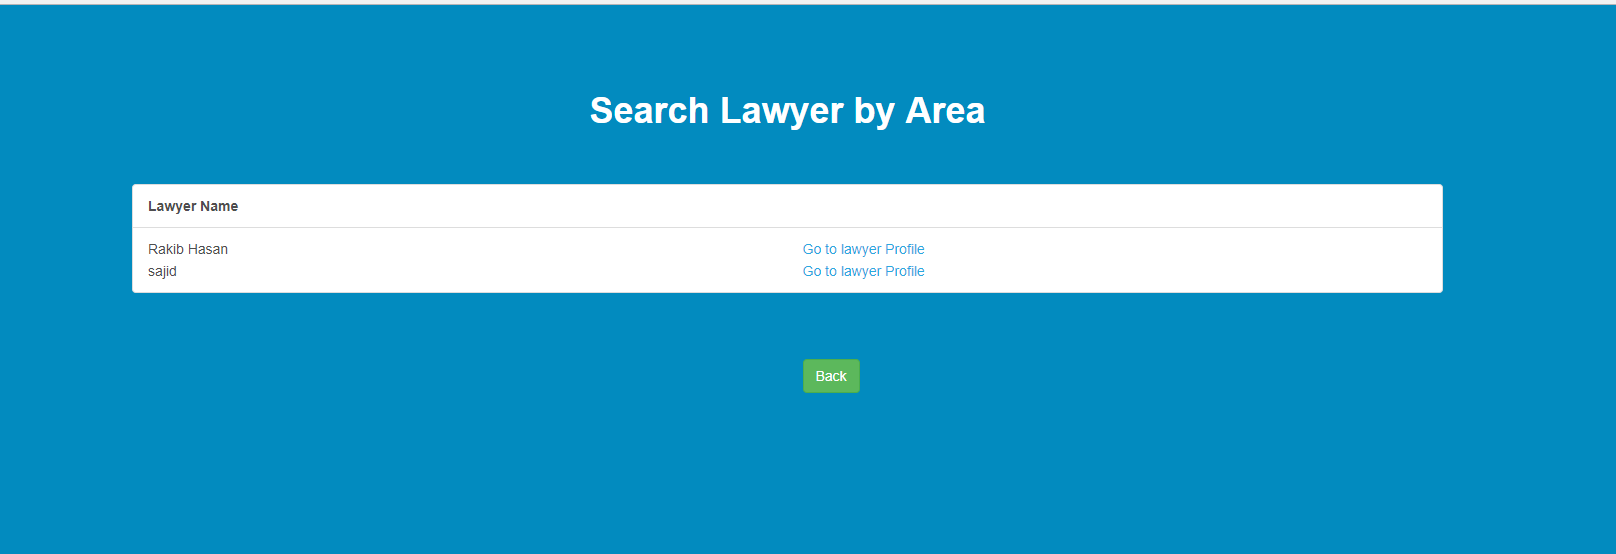 Search Lawyer by Area
Lawyer Name
Rakib Hasan Go to lawyer Profile
sajid Go to lawyer Profile
Back